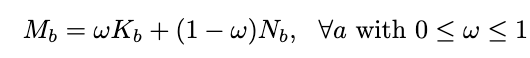 M_b = ωK_b + (1 − ω)N_b, ∀a with 0 ≤ ω ≤ 1